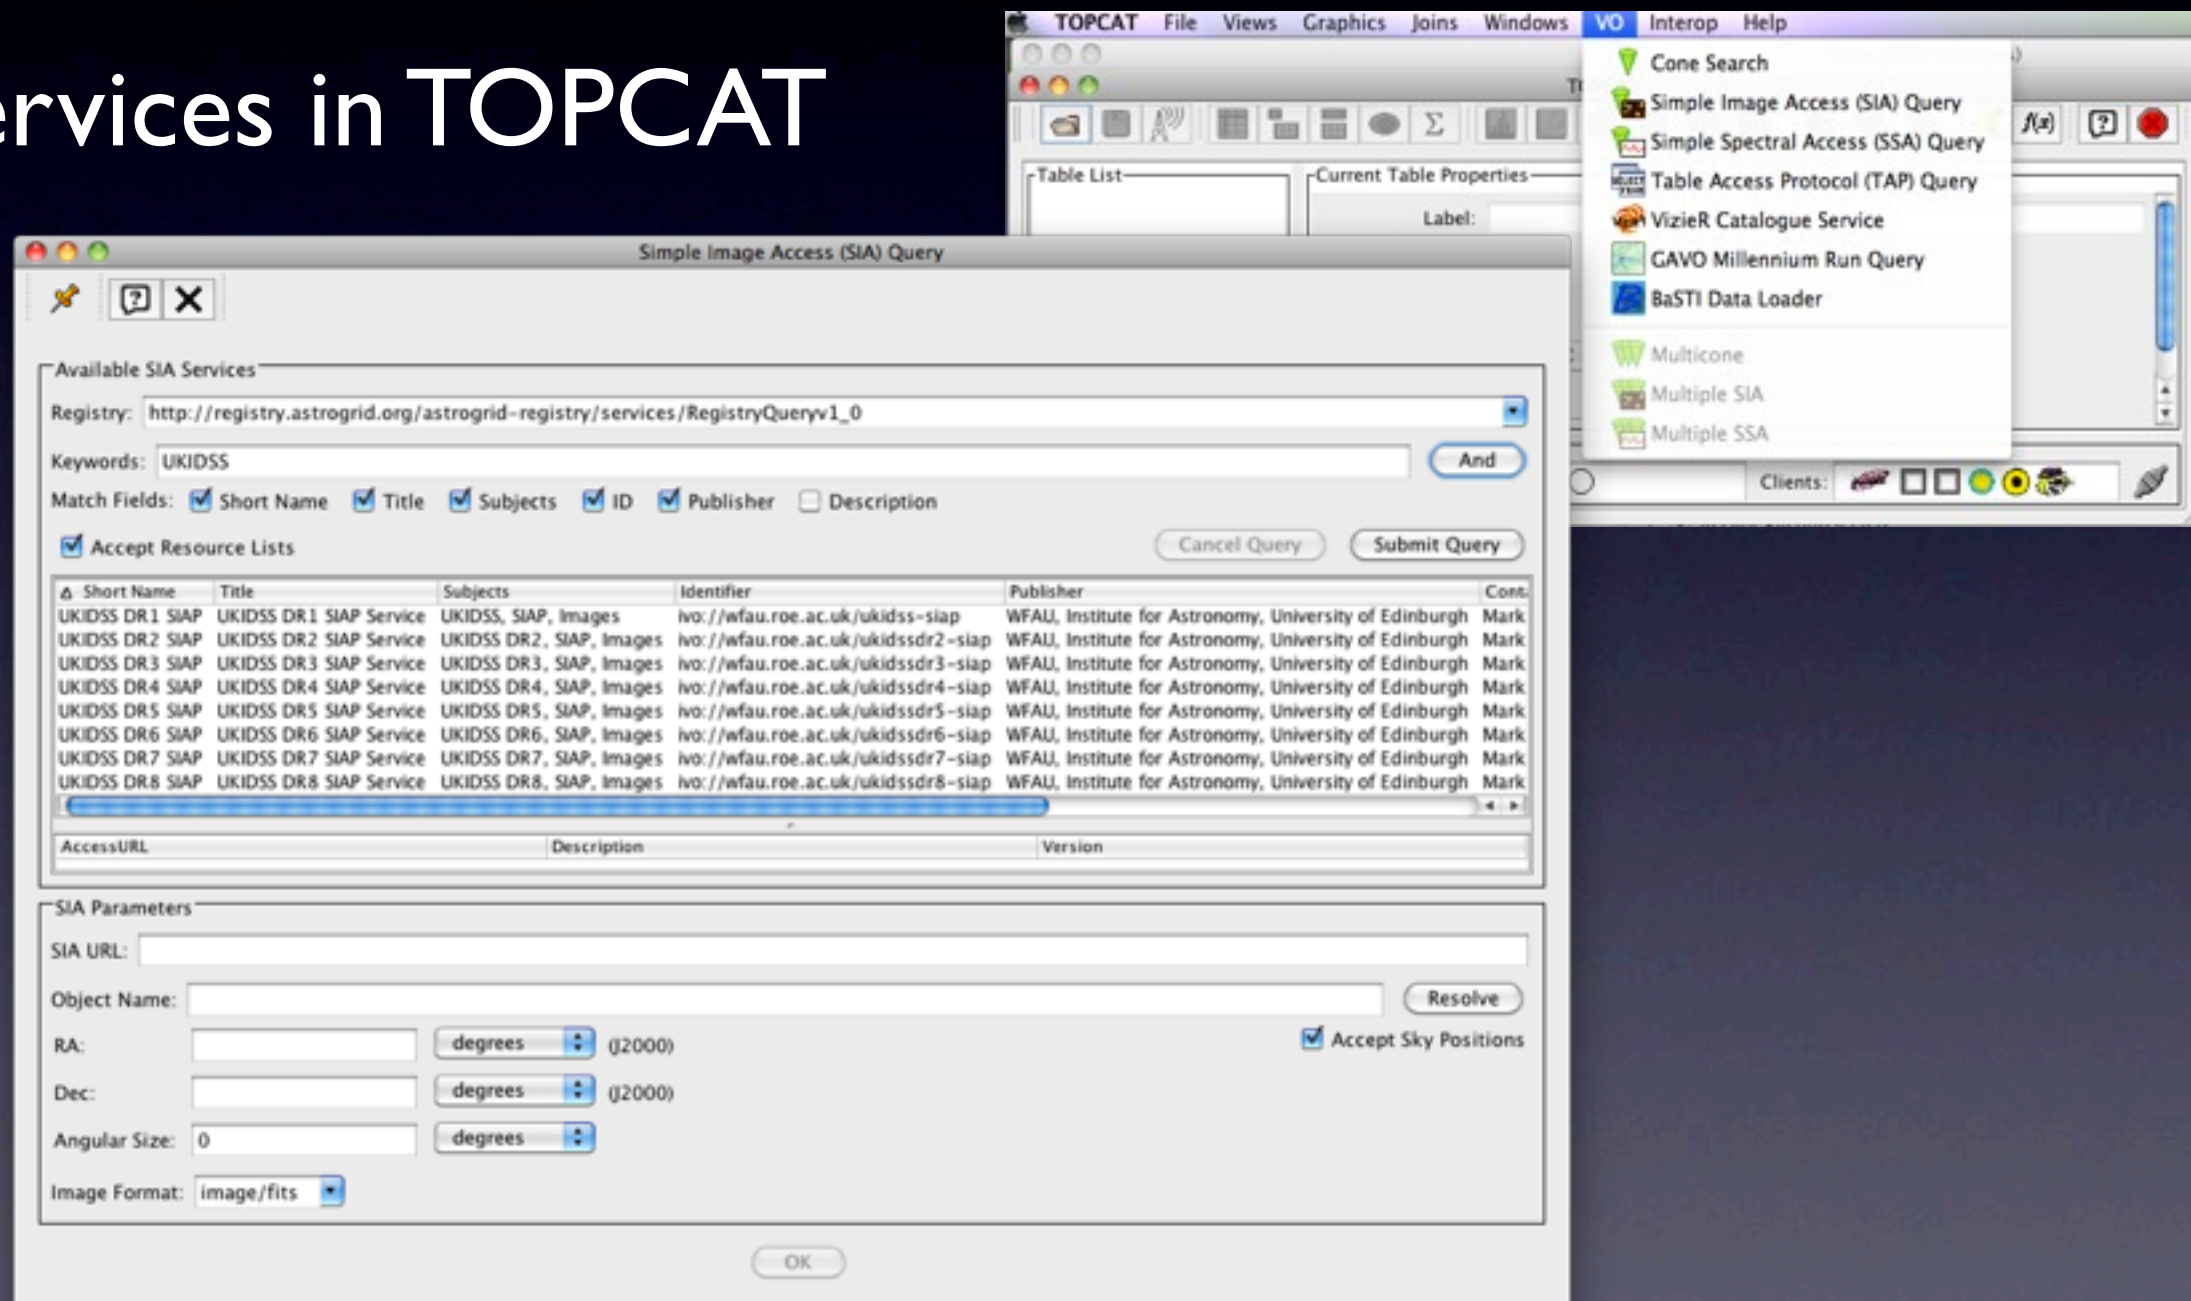 ervices in TOPCAT
TOPCAT File Views Graphics Joins Windows VO Interop Help
Cone Search
Simple Image Access (SIA) Query
Simple Spectral Access (SSA) Query
Table Access Protocol (TAP) Query
VizieR Catalogue Service
GAVO Millennium Run Query
BaSTI Data Loader
Multicone
Multiple SIA
Multiple SSA
f(x)
Table List
Current Table Properties
Label:
Clients:
Simple Image Access (SIA) Query
Available SIA Services
Registry: http://registry.astrogrid.org/astrogrid-registry/services/RegistryQueryv1_0
Keywords: UKIDSS And
Match Fields: Short Name Title Subjects ID Publisher Description
Accept Resource Lists Cancel Query Submit Query
Short Name Title Subjects Identifier Publisher Cont.
UKIDSS DR1 SIAP UKIDSS DR1 SIAP Service UKIDSS, SIAP, Images ivo://wfau.roe.ac.uk/ukidss-siap WFAU, Institute for Astronomy, University of Edinburgh Mark
UKIDSS DR2 SIAP UKIDSS DR2 SIAP Service UKIDSS DR2, SIAP, Images ivo://wfau.roe.ac.uk/ukidssdr2-siap WFAU, Institute for Astronomy, University of Edinburgh Mark
UKIDSS DR3 SIAP UKIDSS DR3 SIAP Service UKIDSS DR3, SIAP, Images ivo://wfau.roe.ac.uk/ukidssdr3-siap WFAU, Institute for Astronomy, University of Edinburgh Mark
UKIDSS DR4 SIAP UKIDSS DR4 SIAP Service UKIDSS DR4, SIAP, Images ivo://wfau.roe.ac.uk/ukidssdr4-siap WFAU, Institute for Astronomy, University of Edinburgh Mark
UKIDSS DR5 SIAP UKIDSS DR5 SIAP Service UKIDSS DR5, SIAP, Images ivo://wfau.roe.ac.uk/ukidssdr5-siap WFAU, Institute for Astronomy, University of Edinburgh Mark
UKIDSS DR6 SIAP UKIDSS DR6 SIAP Service UKIDSS DR6, SIAP, Images ivo://wfau.roe.ac.uk/ukidssdr6-siap WFAU, Institute for Astronomy, University of Edinburgh Mark
UKIDSS DR7 SIAP UKIDSS DR7 SIAP Service UKIDSS DR7, SIAP, Images ivo://wfau.roe.ac.uk/ukidssdr7-siap WFAU, Institute for Astronomy, University of Edinburgh Mark
UKIDSS DR8 SIAP UKIDSS DR8 SIAP Service UKIDSS DR8, SIAP, Images ivo://wfau.roe.ac.uk/ukidssdr8-siap WFAU, Institute for Astronomy, University of Edinburgh Mark
AccessURL Description Version
SIA Parameters
SIA URL:
Object Name: Resolve
RA: degrees (J2000) Accept Sky Positions
Dec: degrees (J2000)
Angular Size: 0 degrees
Image Format: image/fits
OK